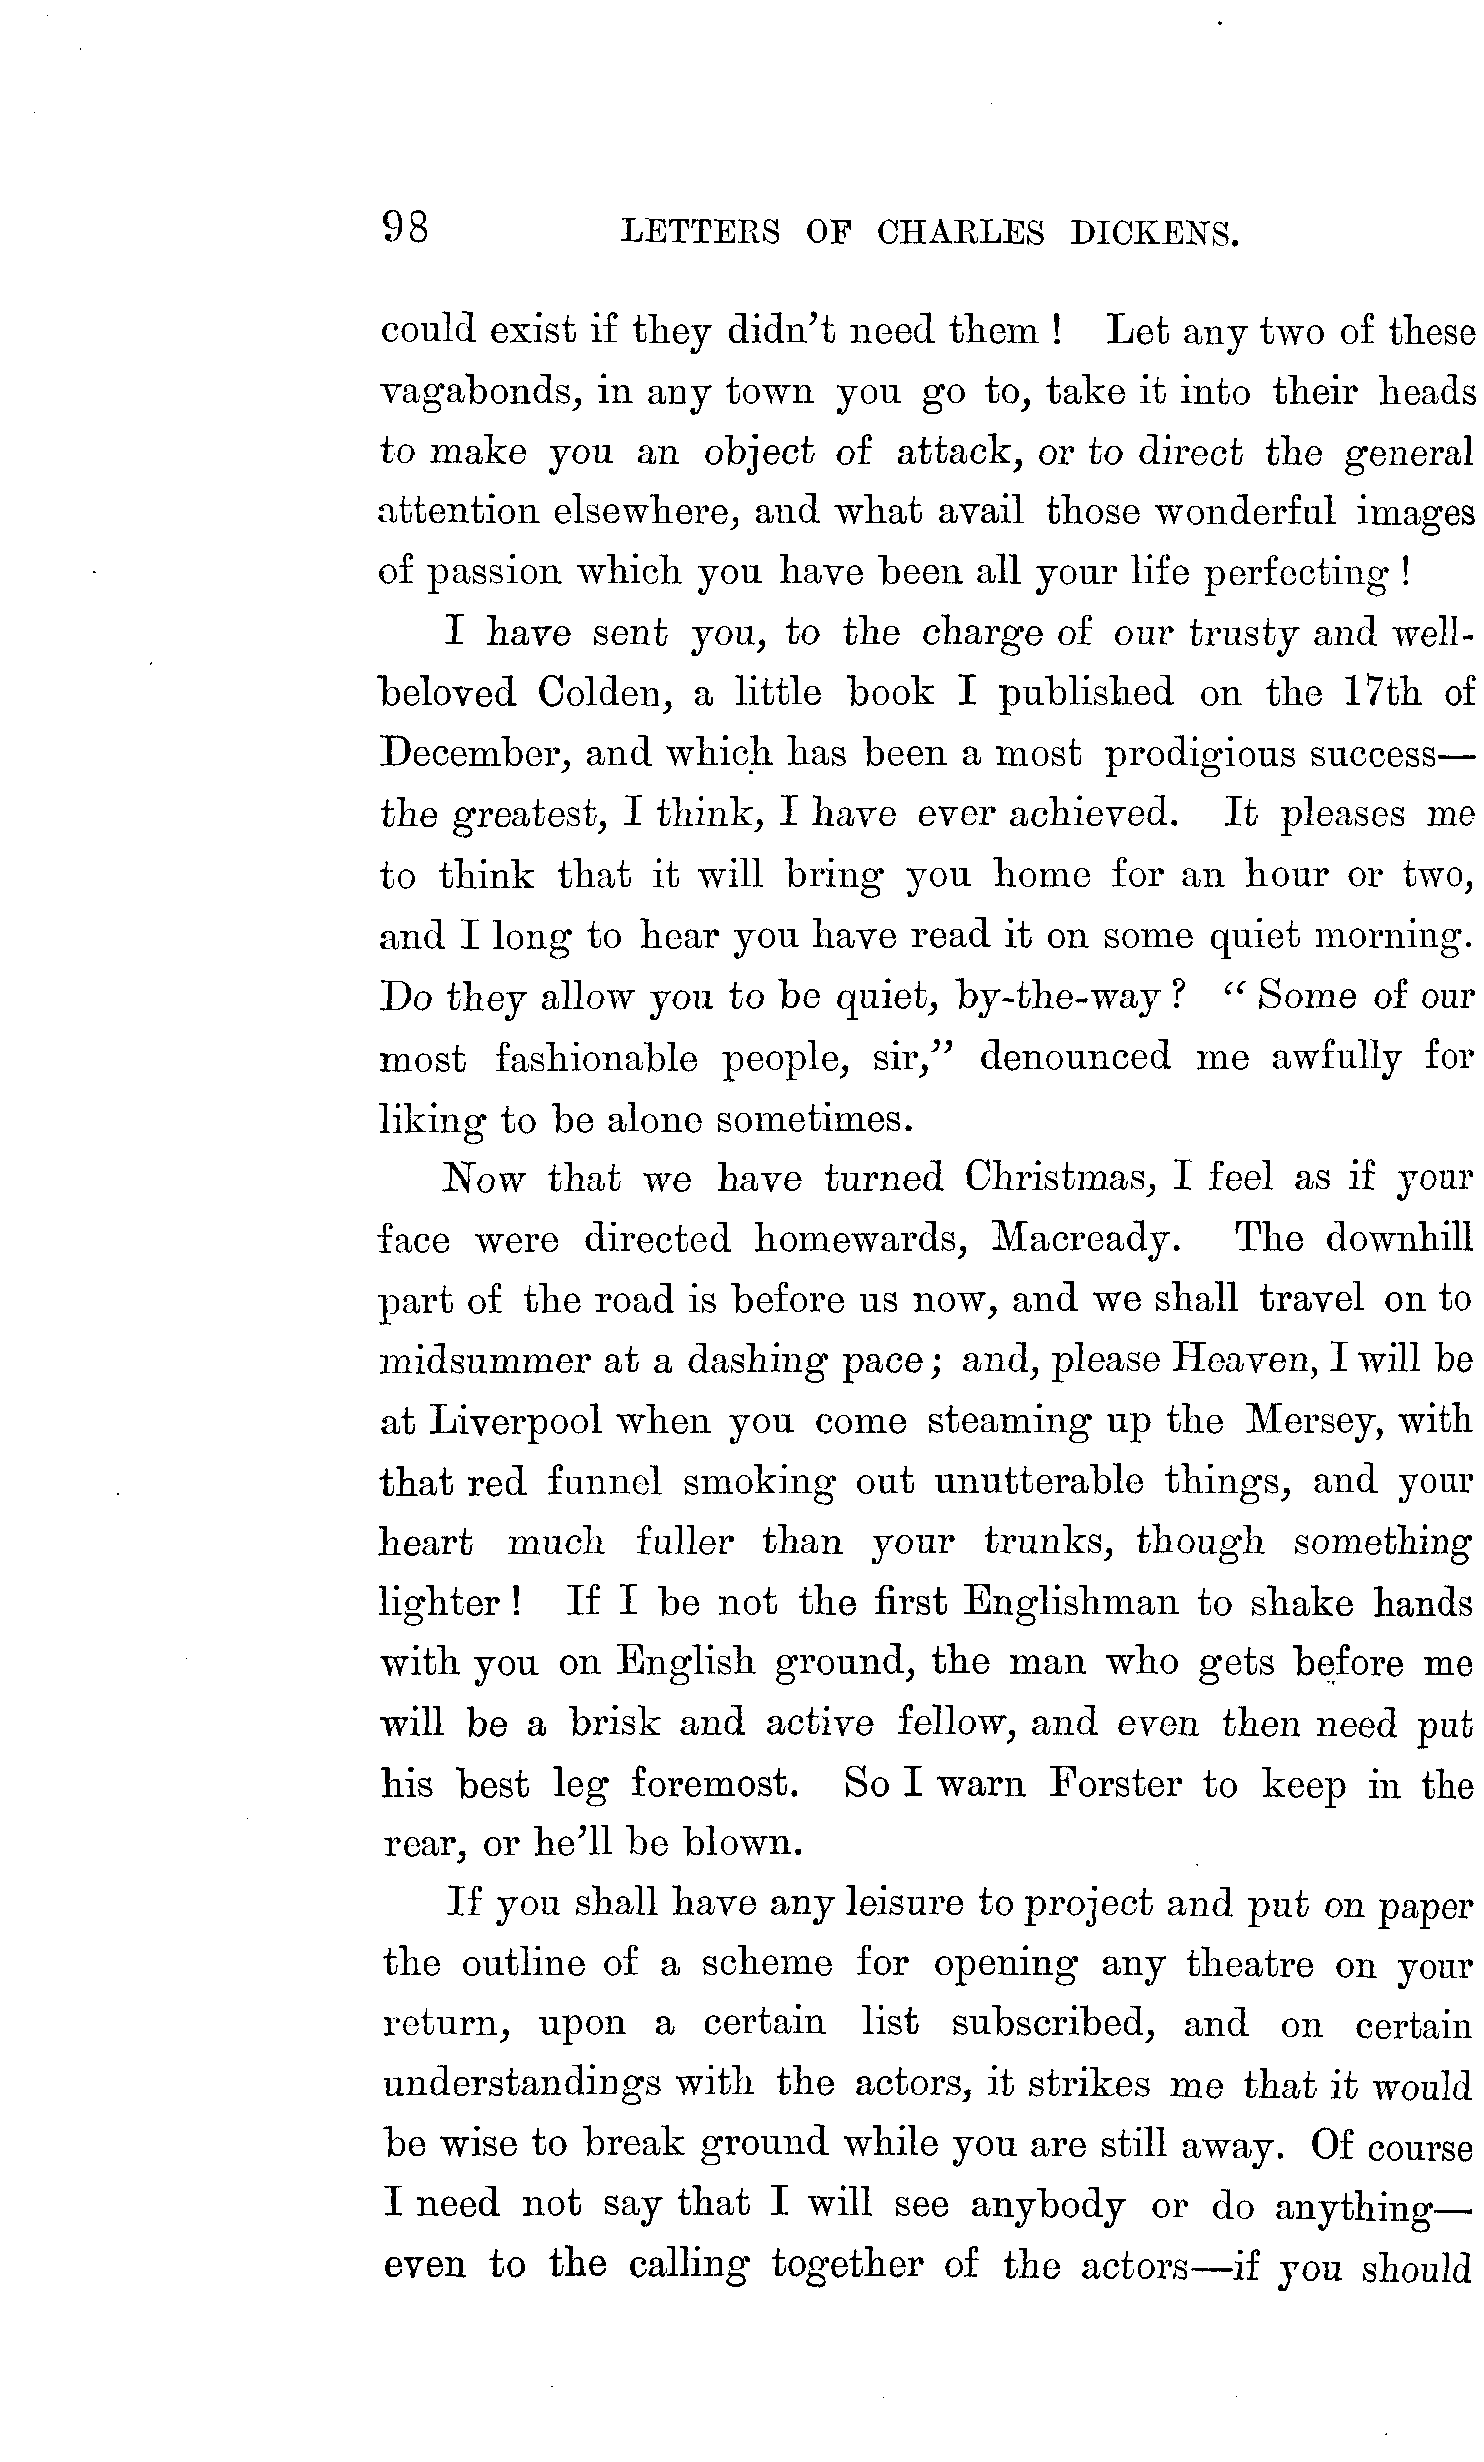 98 LETTERS OF CHARLES DICKENS.
could exist if they didn't need them ! Let any two of these
vagabonds, in any town you go to, take it into their heads
to make you an object of attack, or to direct the general
attention elsewhere, and what avail those wonderful images
of passion which you have been all your life perfecting !
I have sent you, to the charge of our trusty and well-
beloved Colden, a little book I published on the 17th of
December, and which has been a most prodigious success—
the greatest, I think, I have ever achieved. It pleases me
to think that it will bring you home for an hour or two,
and I long to hear you have read it on some quiet morning.
Do they allow you to be quiet, by-the-way ? “ Some of our
most fashionable people, sir,” denounced me awfully for
liking to be alone sometimes.
Now that we have turned Christmas, I feel as if your
face were directed homewards, Macready. The downhill
part of the road is before us now, and we shall travel on to
midsummer at a dashing pace ; and, please Heaven, I will be
at Liverpool when you come steaming up the Mersey, with
that red funnel smoking out unutterable things, and your
heart much fuller than your trunks, though something
lighter ! If I be not the first Englishman to shake hands
with you on English ground, the man who gets before me
will be a brisk and active fellow, and even then need put
his best leg foremost. So I warn Forster to keep in the
rear, or he'll be blown.
If you shall have any leisure to project and put on paper
the outline of a scheme for opening any theatre on your
return, upon a certain list subscribed, and on certain
understandings with the actors, it strikes me that it would
be wise to break ground while you are still away. Of course
I need not say that I will see anybody or do anything—
even to the calling together of the actors—if you should